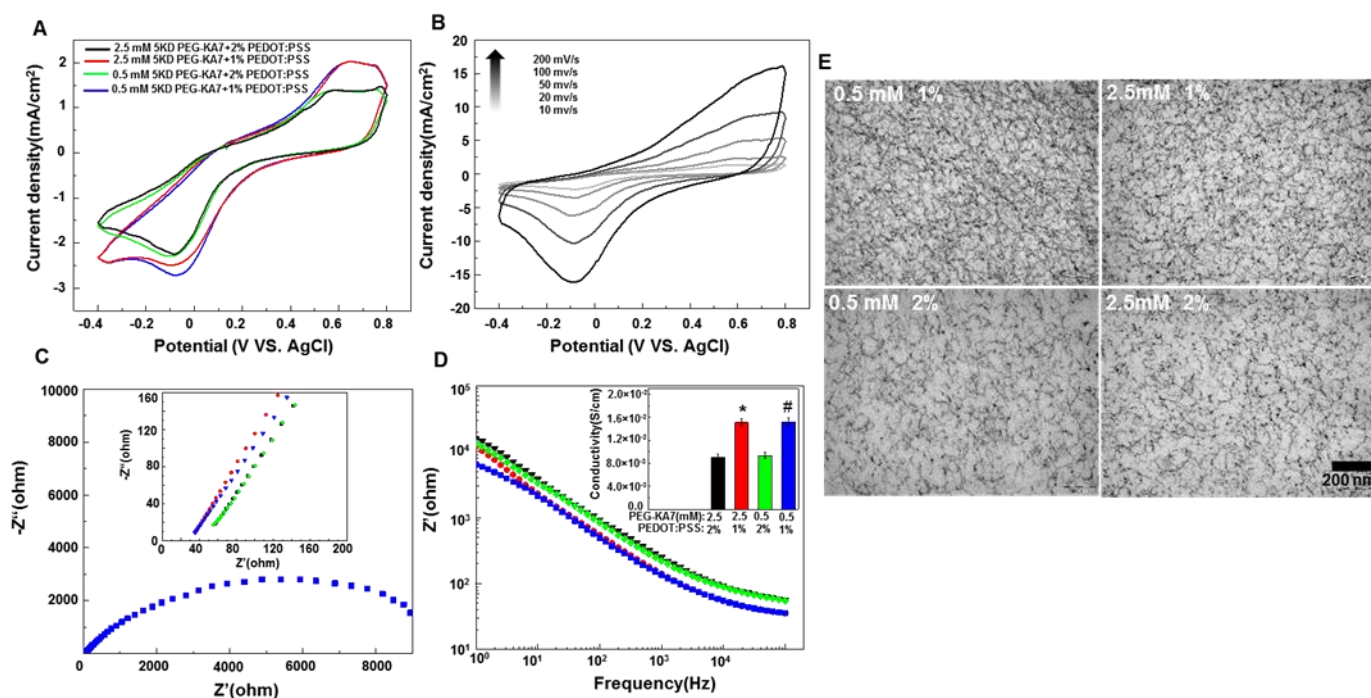 A
2.5 mM 5KD PEG-KA7+2% PEDOT:PSS
2.5 mM 5KD PEG-KA7+1% PEDOT:PSS
0.5 mM 5KD PEG-KA7+2% PEDOT:PSS
0.5 mM 5KD PEG-KA7+1% PEDOT:PSS
Current density(mA/cm²)
3
2
1
0
-1
-2
-3
-0.4 -0.2 0 0.2 0.4 0.6 0.8
Potential (V VS. AgCl)
B
200 mV/s
100 mv/s
50 mv/s
20 mv/s
10 mv/s
Current density(mA/cm²)
25
20
15
10
5
0
-5
-10
-15
-20
-0.4 -0.2 0 0.2 0.4 0.6 0.8
Potential (V VS. AgCl)
C
-Z“(ohm)
10000
8000
6000
4000
2000
0 2000 4000 6000 8000
Z’(ohm)
-Z“(ohm)
160
120
80
40
0
0 40 80 120 160 200
Z’(ohm)
D
Z’(ohm)
10⁵
10⁴
10³
10²
10¹
10⁰ 10¹ 10² 10³ 10⁴
Frequency(Hz)
Conductivity(S/cm)
2.0×10⁻²
1.6×10⁻²
1.2×10⁻²
8.0×10⁻³
4.0×10⁻³
0.0
* #
PEG-KA7(mM): 2.5 2.5 0.5 0.5
PEDOT:PSS: 2% 1% 2% 1%
E
0.5 mM 1%
2.5mM 1%
0.5 mM 2%
2.5mM 2%
200 nm